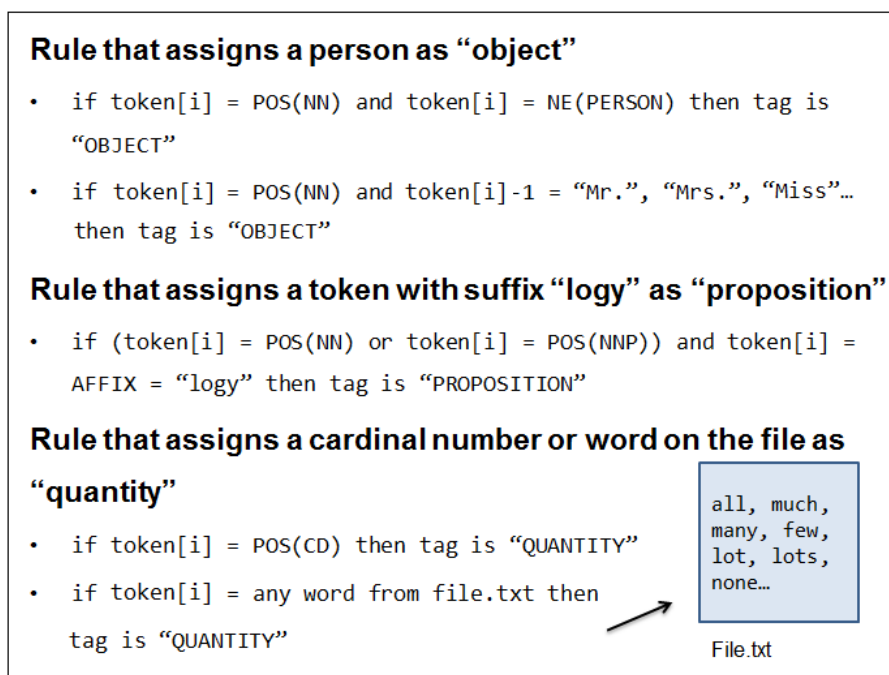 Rule that assigns a person as “object”
• if token[i] = POS(NN) and token[i] = NE(PERSON) then tag is
“OBJECT”
• if token[i] = POS(NN) and token[i]-1 = “Mr.”, “Mrs.”, “Miss”…
then tag is “OBJECT”
Rule that assigns a token with suffix “logy” as “proposition”
• if (token[i] = POS(NN) or token[i] = POS(NNP)) and token[i] =
AFFIX = “logy” then tag is “PROPOSITION”
Rule that assigns a cardinal number or word on the file as
“quantity”
• if token[i] = POS(CD) then tag is “QUANTITY”
• if token[i] = any word from file.txt then
tag is “QUANTITY”
all, much,
many, few,
lot, lots,
none…
File.txt